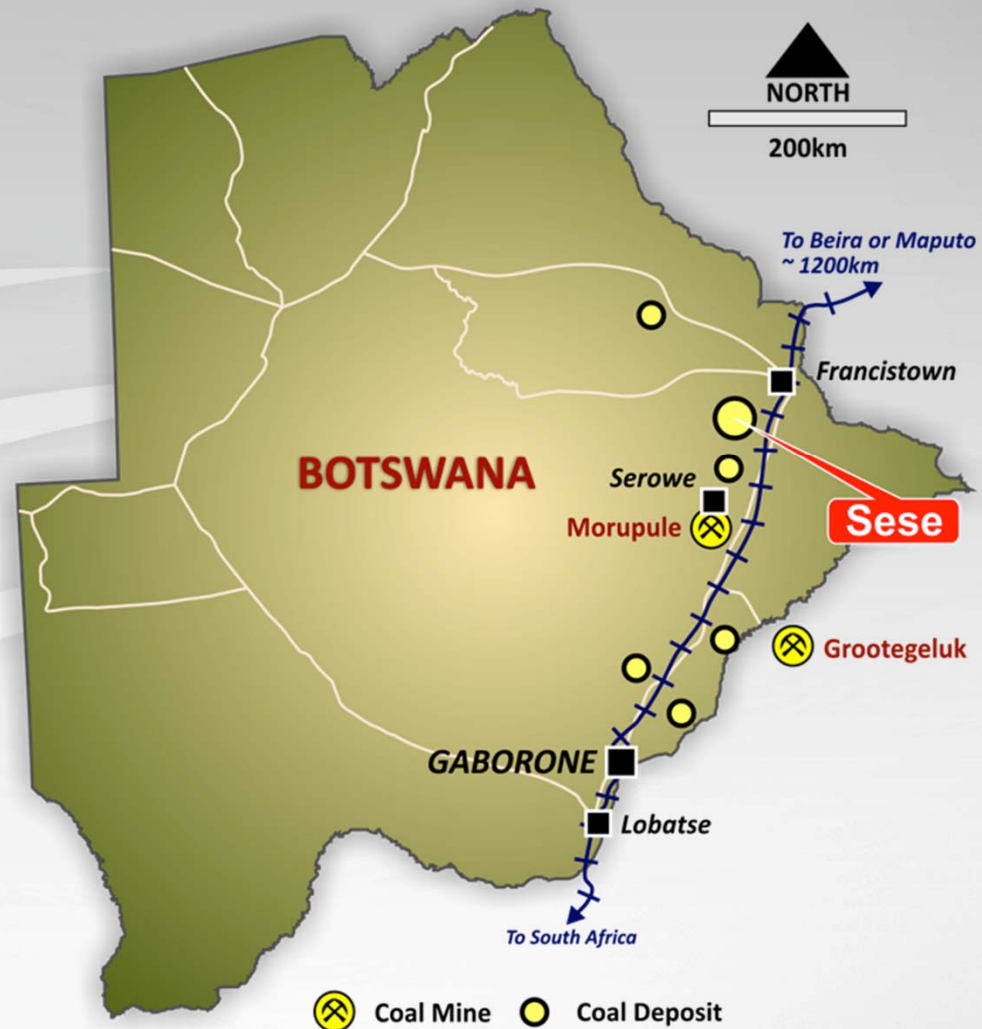 NORTH
200km
To Beira or Maputo
~ 1200km
Francistown
BOTSWANA
Serowe
Sese
Morupule
Grootegeluk
GABORONE
Lobatse
To South Africa
Coal Mine
Coal Deposit